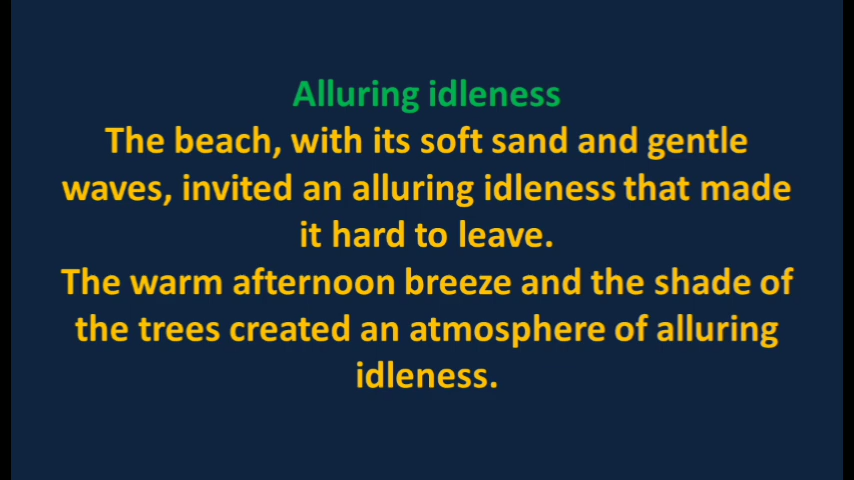 Alluring idleness
The beach, with its soft sand and gentle
waves, invited an alluring idleness that made
it hard to leave.
The warm afternoon breeze and the shade of
the trees created an atmosphere of alluring
idleness.